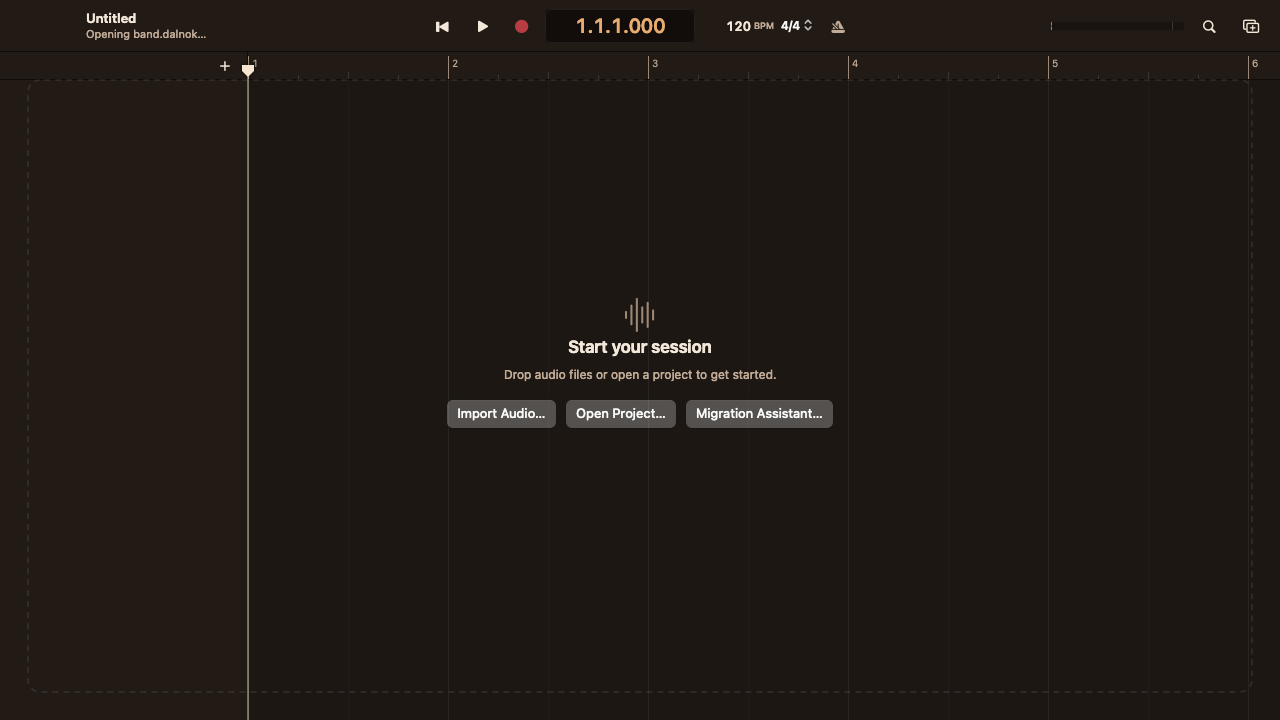 Untitled
Opening band.dalnok...
1.1.1.000
120 BPM 4/4
1 2 3 4 5 6
Start your session
Drop audio files or open a project to get started.
Import Audio... Open Project... Migration Assistant...